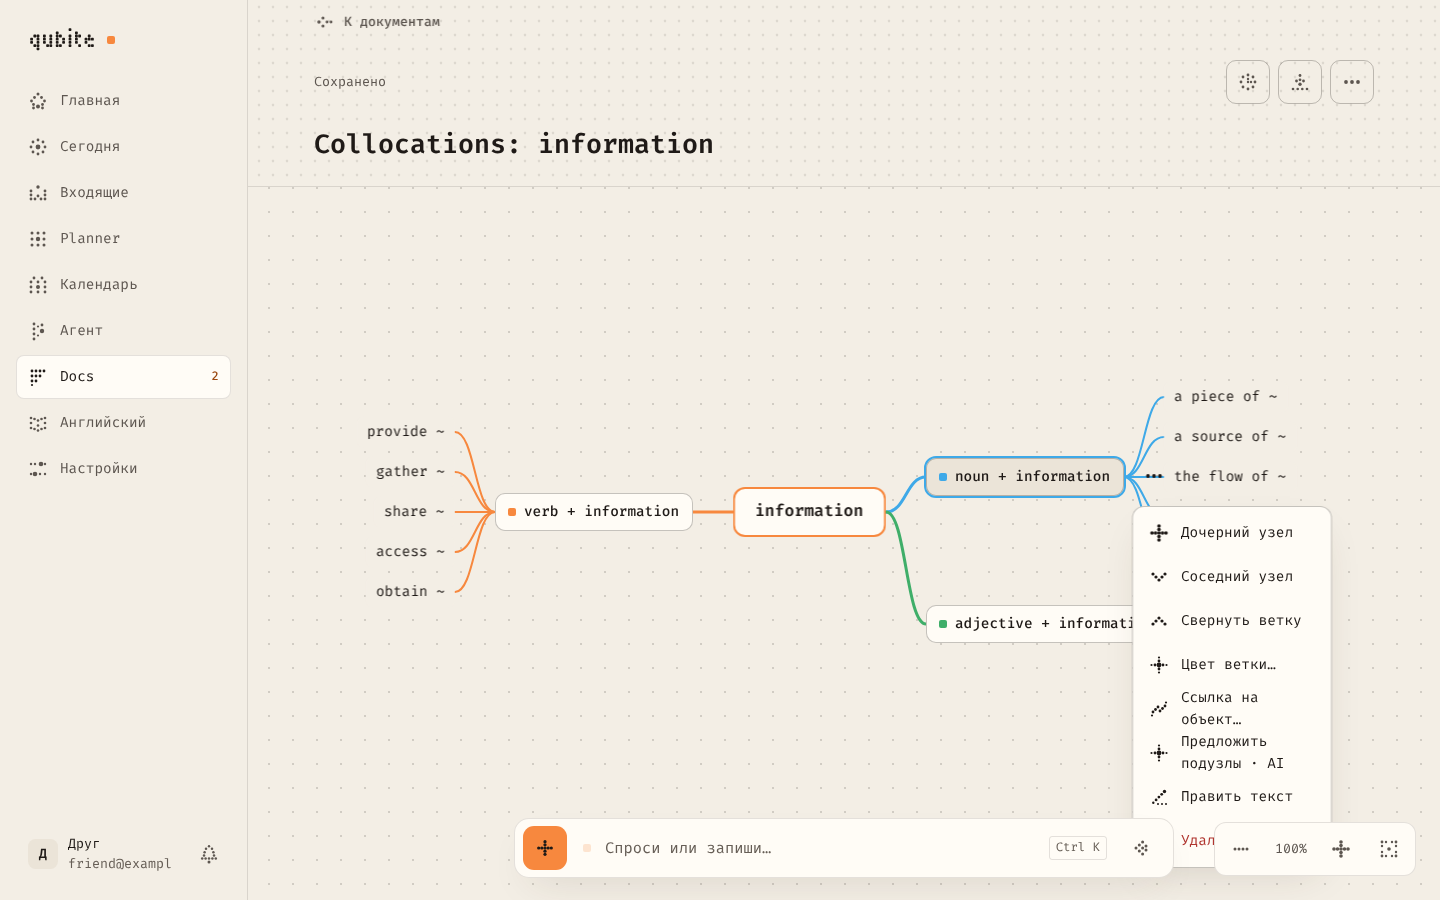 qubite
Главная
Сегодня
Входящие
Planner
Календарь
Агент
Docs 2
Английский
Настройки
Д
Друг
friend@exampl
К документам
Сохранено
Collocations: information
provide ~
gather ~
share ~
access ~
obtain ~
verb + information
information
noun + information
a piece of ~
a source of ~
the flow of ~
adjective + informati
Дочерний узел
Соседний узел
Свернуть ветку
Цвет ветки…
Ссылка на
объект…
Предложить
подузлы · AI
Править текст
Удал
Спроси или запиши…
Ctrl K
100%